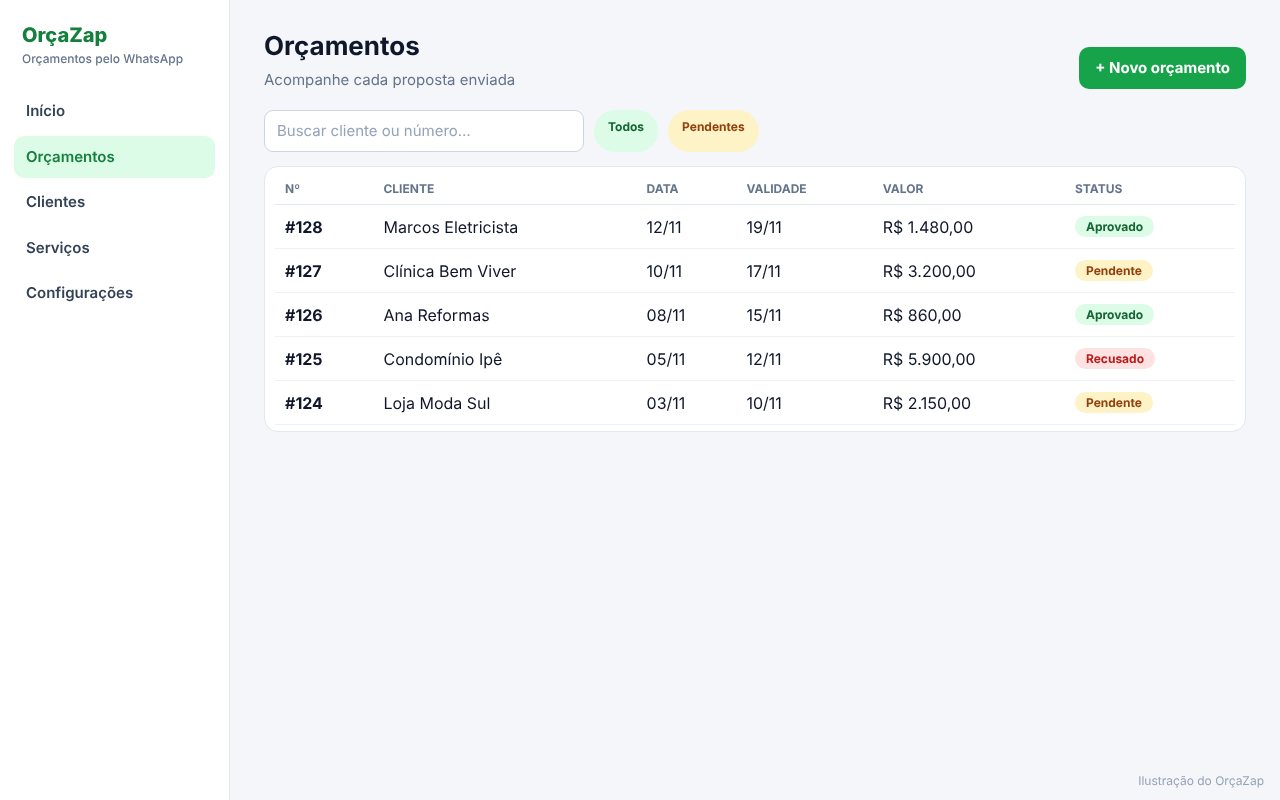 OrçaZap
Orçamentos pelo WhatsApp
Início
Orçamentos
Clientes
Serviços
Configurações
Orçamentos
Acompanhe cada proposta enviada
+ Novo orçamento
Buscar cliente ou número...
Todos
Pendentes
Nº CLIENTE DATA VALIDADE VALOR STATUS
#128 Marcos Eletricista 12/11 19/11 R$ 1.480,00 Aprovado
#127 Clínica Bem Viver 10/11 17/11 R$ 3.200,00 Pendente
#126 Ana Reformas 08/11 15/11 R$ 860,00 Aprovado
#125 Condomínio Ipê 05/11 12/11 R$ 5.900,00 Recusado
#124 Loja Moda Sul 03/11 10/11 R$ 2.150,00 Pendente
Ilustração do OrçaZap